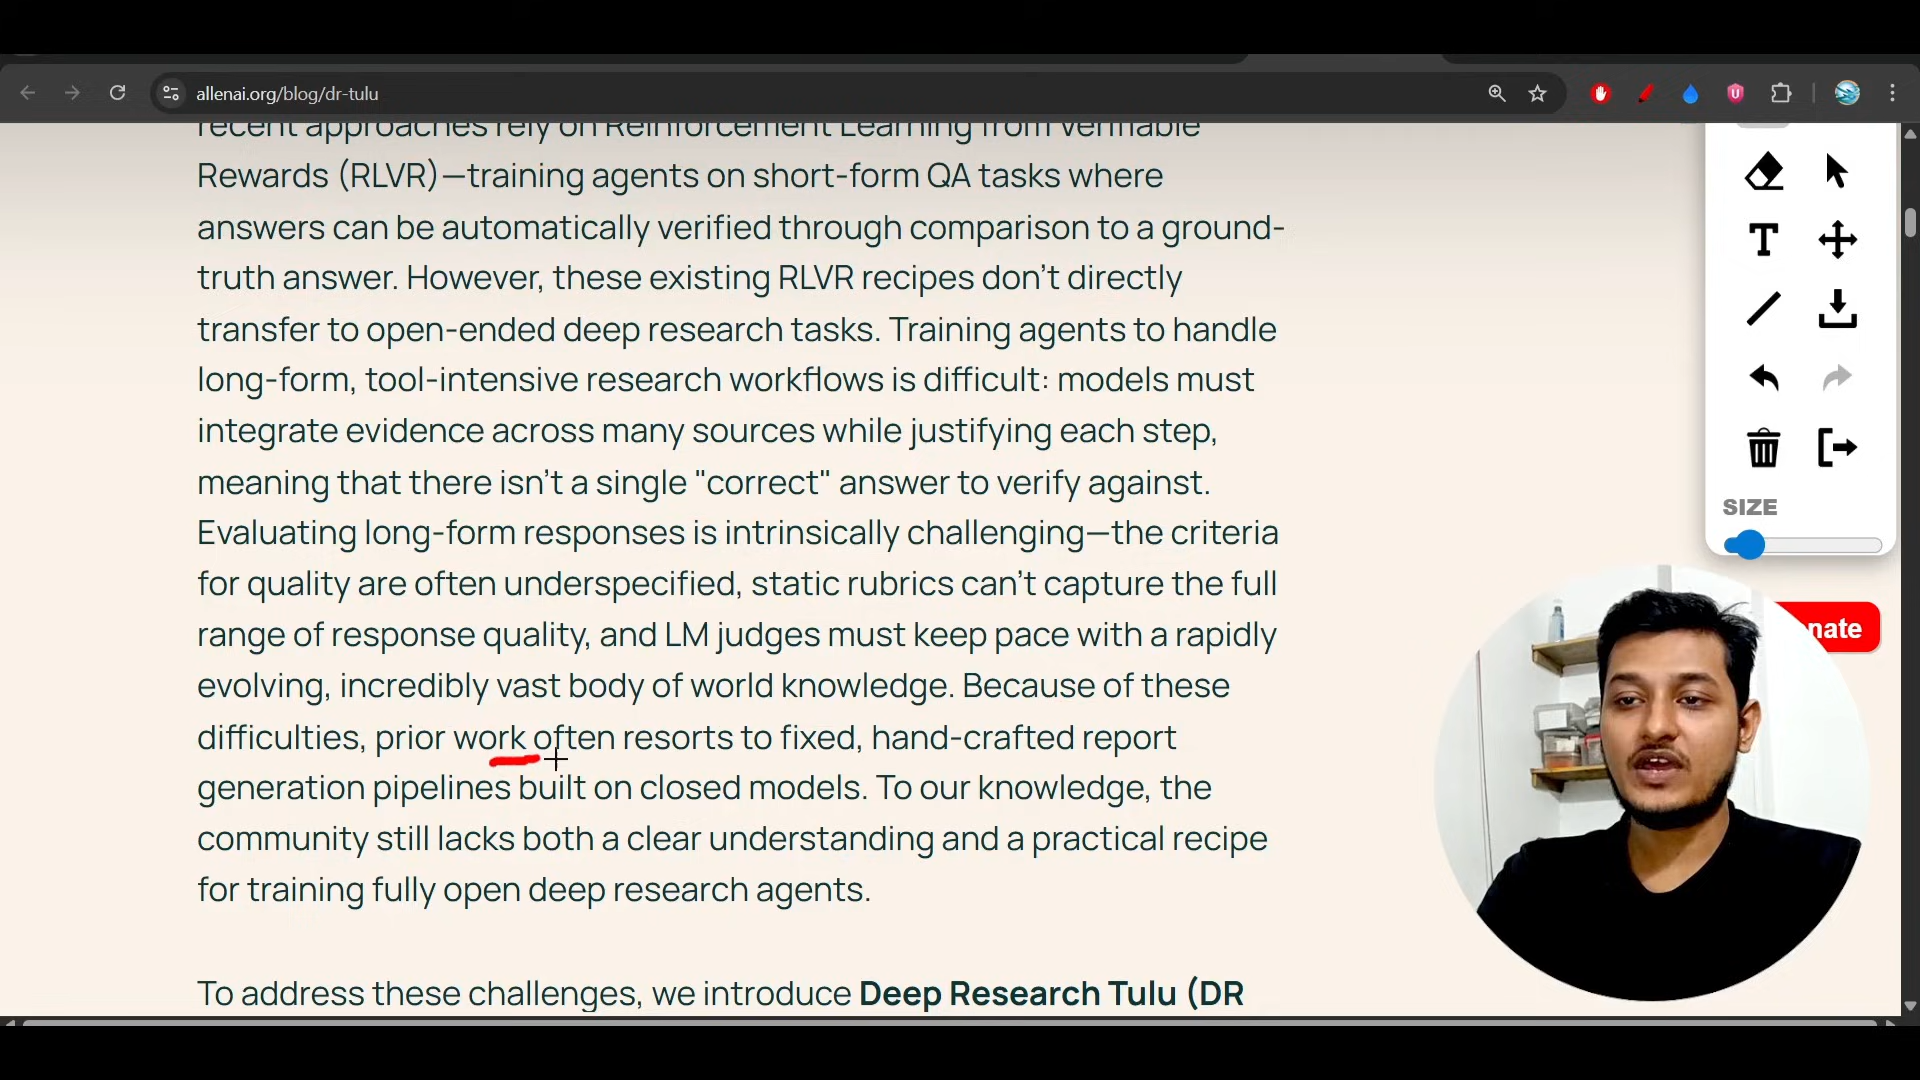 allenai.org/blog/dr-tulu
recent approaches rely on Reinforcement Learning from Verifiable
Rewards (RLVR)—training agents on short-form QA tasks where
answers can be automatically verified through comparison to a ground-
truth answer. However, these existing RLVR recipes don't directly
transfer to open-ended deep research tasks. Training agents to handle
long-form, tool-intensive research workflows is difficult: models must
integrate evidence across many sources while justifying each step,
meaning that there isn't a single "correct" answer to verify against.
Evaluating long-form responses is intrinsically challenging—the criteria
for quality are often underspecified, static rubrics can't capture the full
range of response quality, and LM judges must keep pace with a rapidly
evolving, incredibly vast body of world knowledge. Because of these
difficulties, prior work often resorts to fixed, hand-crafted report
generation pipelines built on closed models. To our knowledge, the
community still lacks both a clear understanding and a practical recipe
for training fully open deep research agents.
To address these challenges, we introduce Deep Research Tulu (DR
T
SIZE
nate